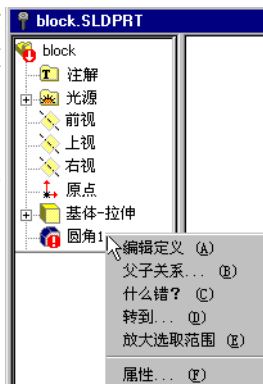 block.SLDPRT
block
注解
光源
前视
上视
右视
原点
基体-拉伸
圆角1
编辑定义 (A)
父子关系... (B)
什么错? (C)
转到... (D)
放大选取范围 (E)
属性... (F)